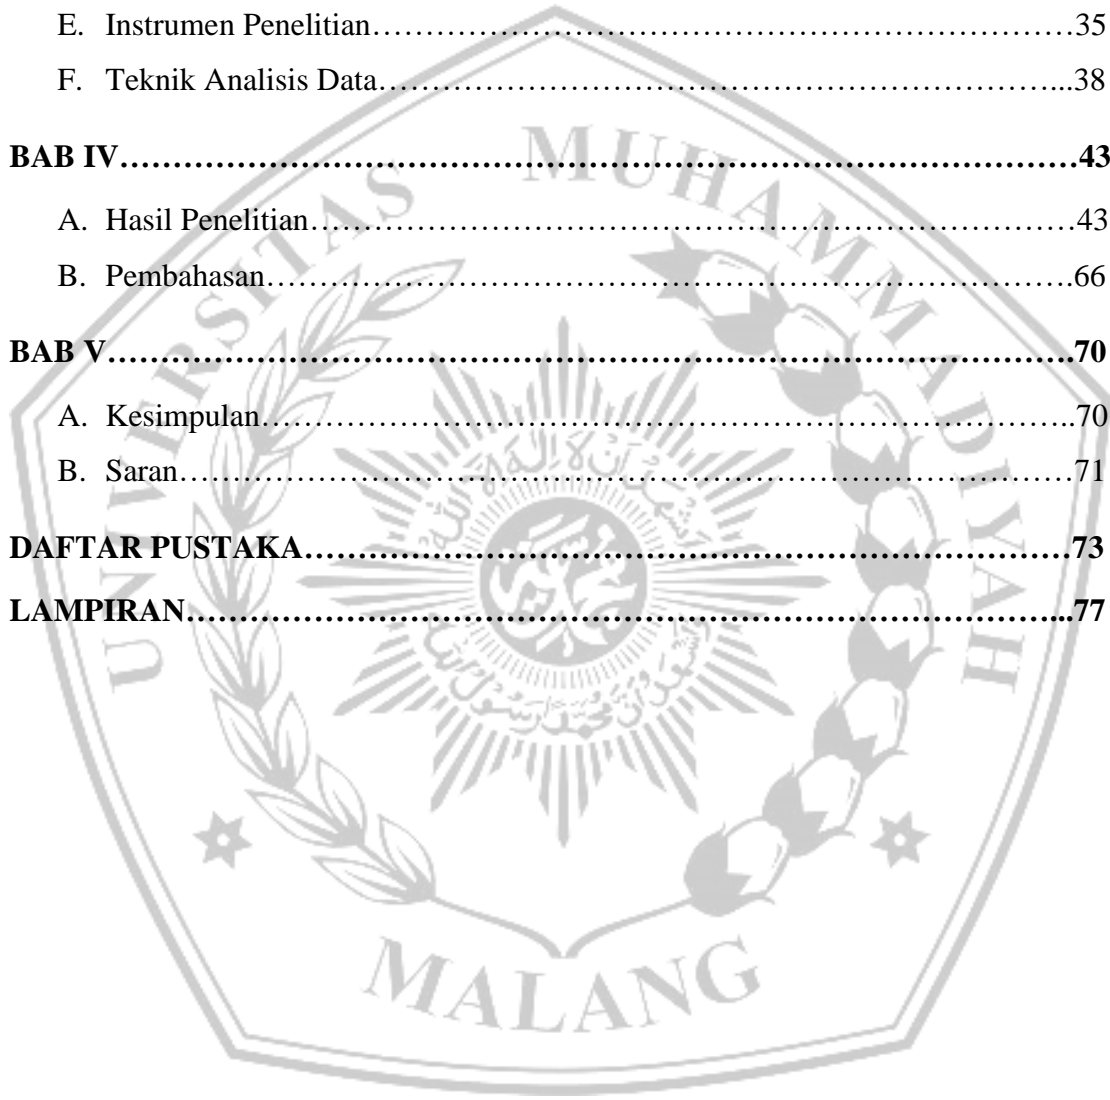 E. Instrumen Penelitian…………………………………………………………………35
F. Teknik Analisis Data………………………………………………………………...38
BAB IV……………………………………………………………………………………43
A. Hasil Penelitian………………………………………………………………………43
B. Pembahasan………………………………………………………………………….66
BAB V…………………………………………………………………………………….70
A. Kesimpulan…………………………………………………………………………..70
B. Saran…………………………………………………………………………………71
DAFTAR PUSTAKA……………………………………………………………………73
LAMPIRAN……………………………………………………………………………...77
UNIVERSITAS MUHAMMADIYAH
MALANG